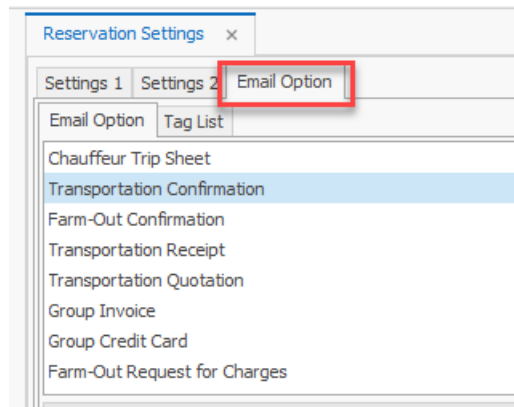 Reservation Settings ×
Settings 1 Settings 2 Email Option
Email Option Tag List
Chauffeur Trip Sheet
Transportation Confirmation
Farm-Out Confirmation
Transportation Receipt
Transportation Quotation
Group Invoice
Group Credit Card
Farm-Out Request for Charges